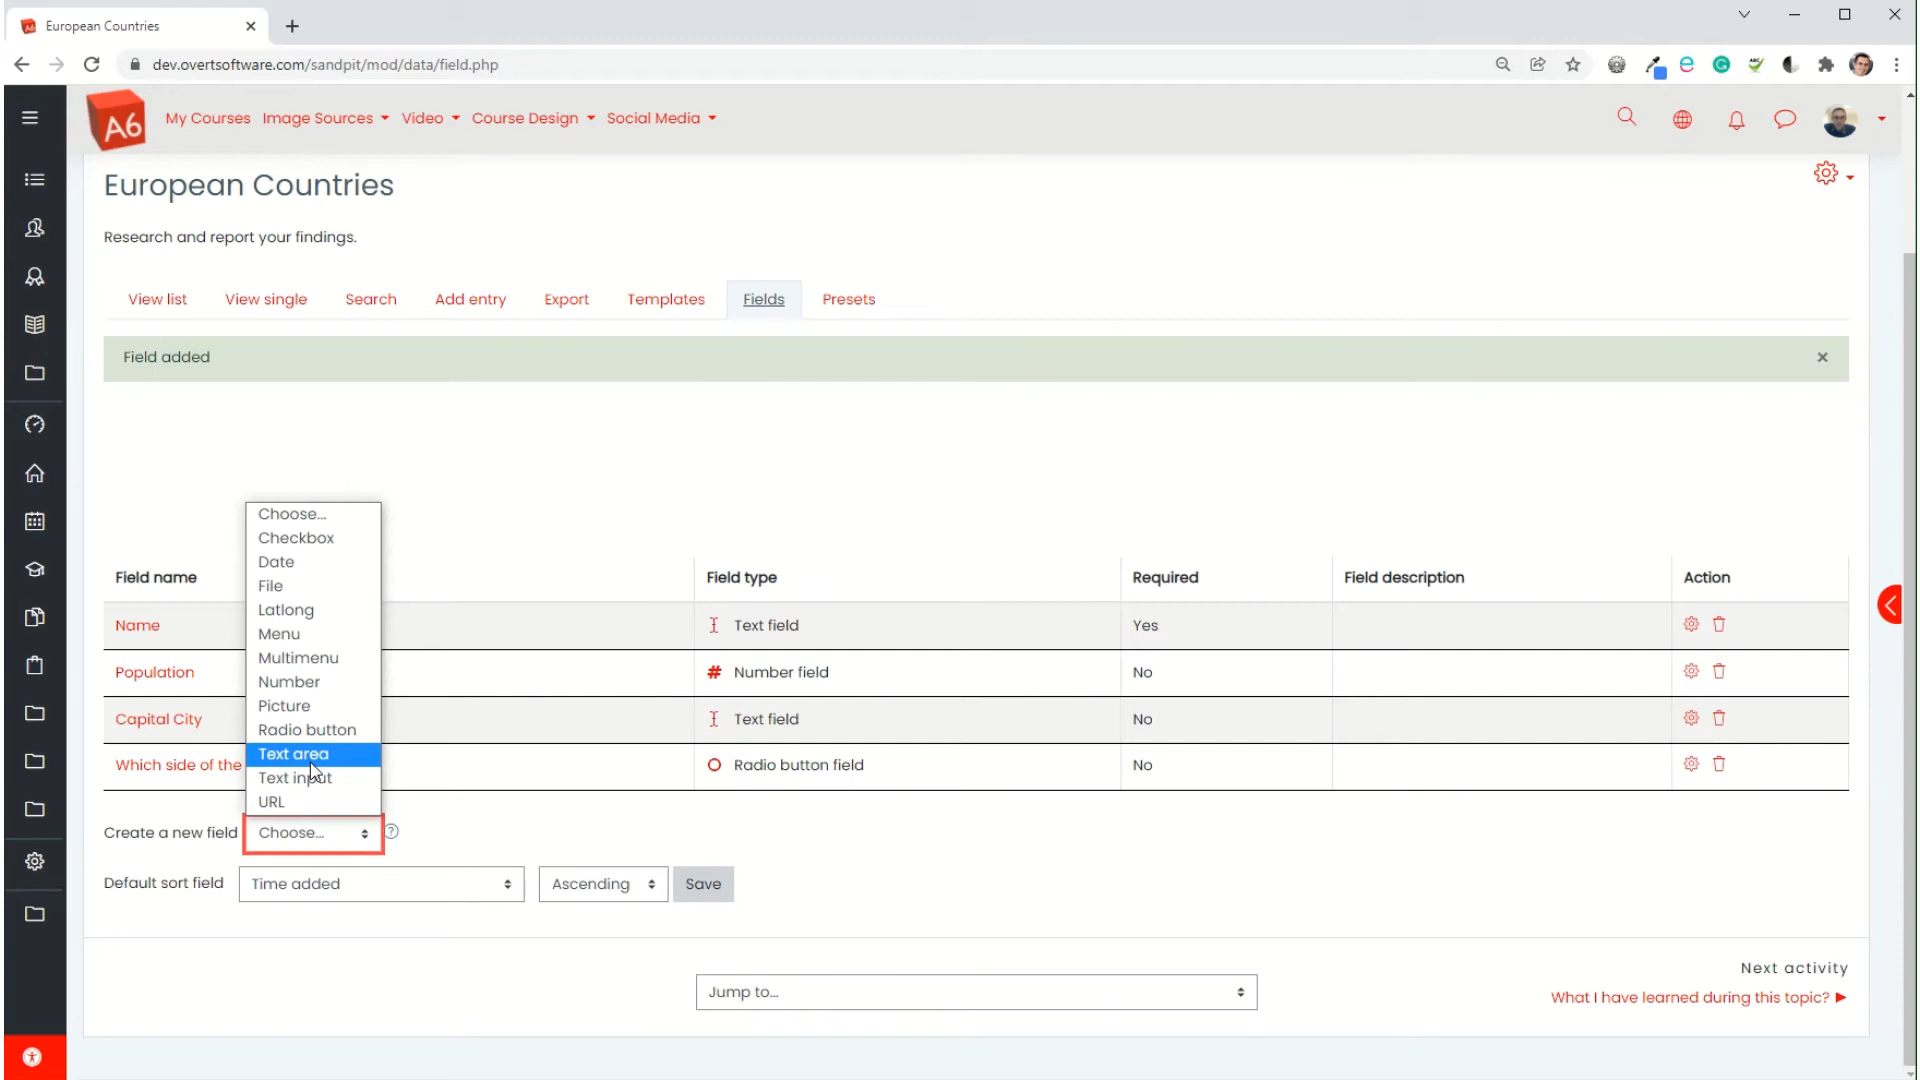 European Countries
dev.overtsoftware.com/sandpit/mod/data/field.php
A6 My Courses Image Sources Video Course Design Social Media
European Countries
Research and report your findings.
View list View single Search Add entry Export Templates Fields Presets
Field added
Choose...
Checkbox
Date
File
Latlong
Menu
Multimenu
Number
Picture
Radio button
Text area
Text input
URL
Field name Field type Required Field description Action
Name Text field Yes
Population Number field No
Capital City Text field No
Which side of the Radio button field No
Create a new field Choose...
Default sort field Time added Ascending Save
Next activity
Jump to...
What I have learned during this topic?